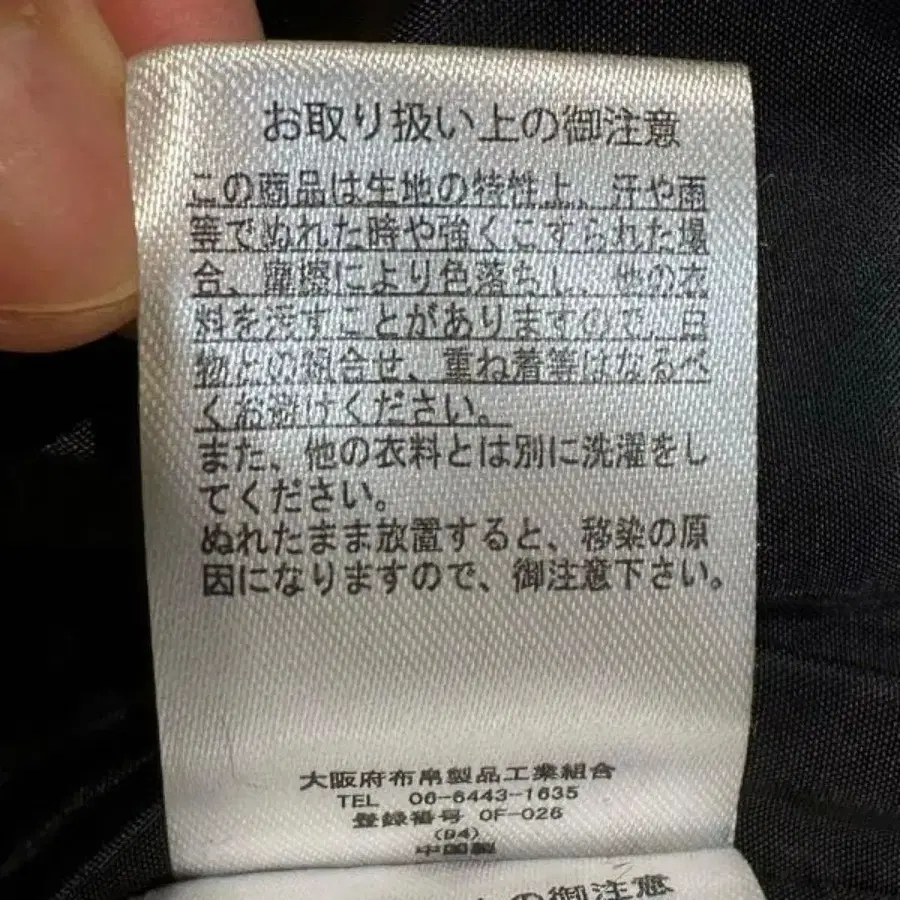 お取り扱い上の御注意
この商品は生地の特性上、汗や雨
等でぬれた時や強くこすられた場
合、摩擦により色落ちし、他の衣
料を汚すことがありますので、白
物との組合せ、重ね着等はなるべ
くお避けください。
また、他の衣料とは別に洗濯をし
てください。
ぬれたまま放置すると、移染の原
因になりますので、御注意下さい。
大阪府布帛製品工業組合
TEL 06-6443-1635
登録番号 OF-026
(94)
中国製
上の御注意